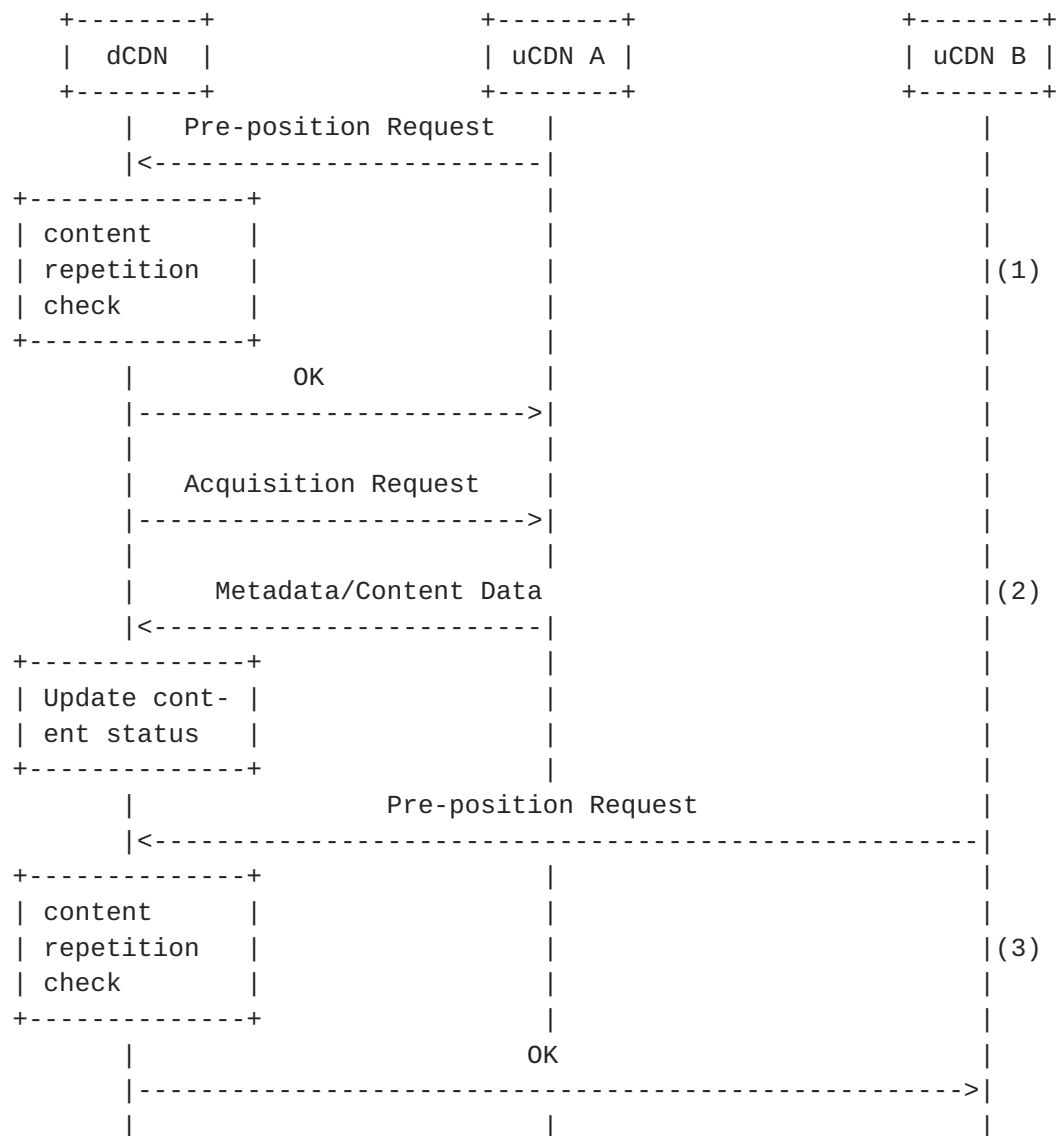 dCDN uCDN A uCDN B
Pre-position Request
content
repetition (1)
check
OK
Acquisition Request
Metadata/Content Data (2)
Update cont-
ent status
Pre-position Request
content
repetition (3)
check
OK